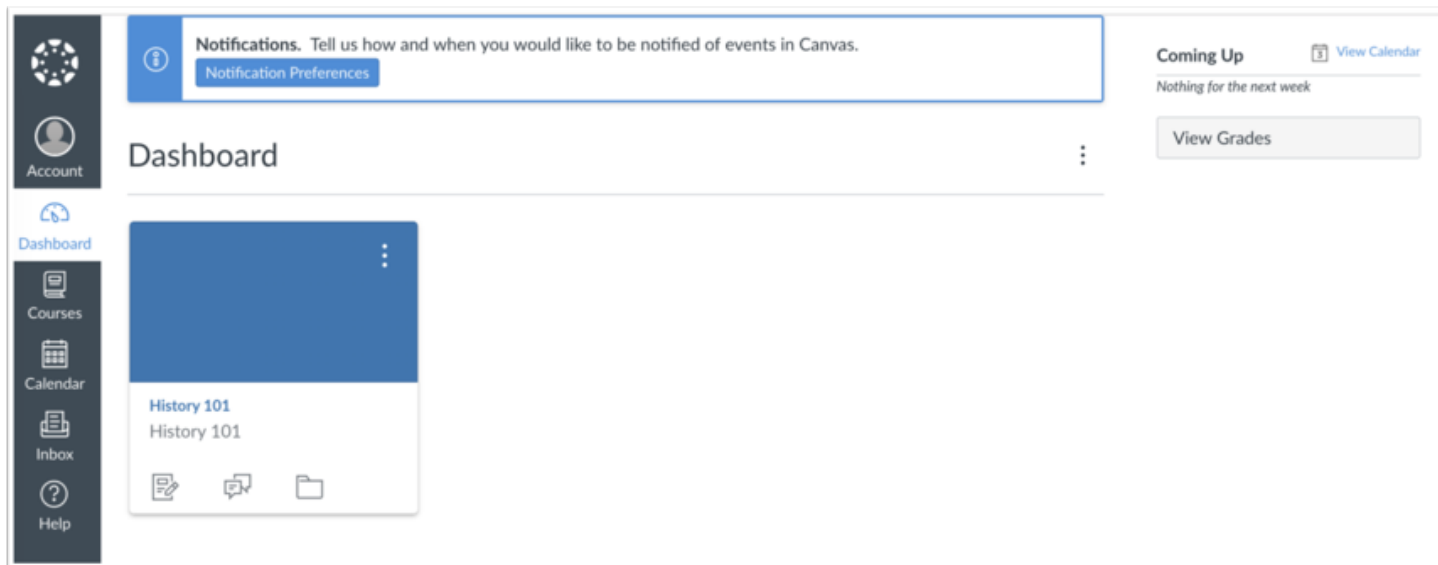 Notifications. Tell us how and when you would like to be notified of events in Canvas.
Notification Preferences
Account
Dashboard
Courses
Calendar
Inbox
Help
Dashboard
History 101
History 101
Coming Up
View Calendar
Nothing for the next week
View Grades